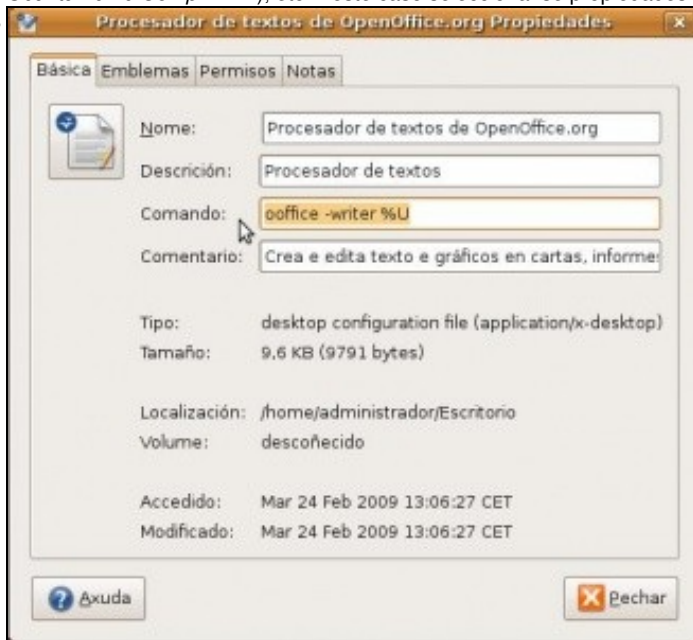 Procesador de textos de OpenOffice.org Propiedades
Básica Emblemas Permisos Notas
Nome: Procesador de textos de OpenOffice.org
Descrición: Procesador de textos
Comando: ooffice -writer %U
Comentario: Crea e edita texto e gráficos en cartas, informes
Tipo: desktop configuration file (application/x-desktop)
Tamaño: 9,6 KB (9791 bytes)
Localización: /home/administrador/Escritorio
Volume: descoñecido
Accedido: Mar 24 Feb 2009 13:06:27 CET
Modificado: Mar 24 Feb 2009 13:06:27 CET
Axuda Pechar